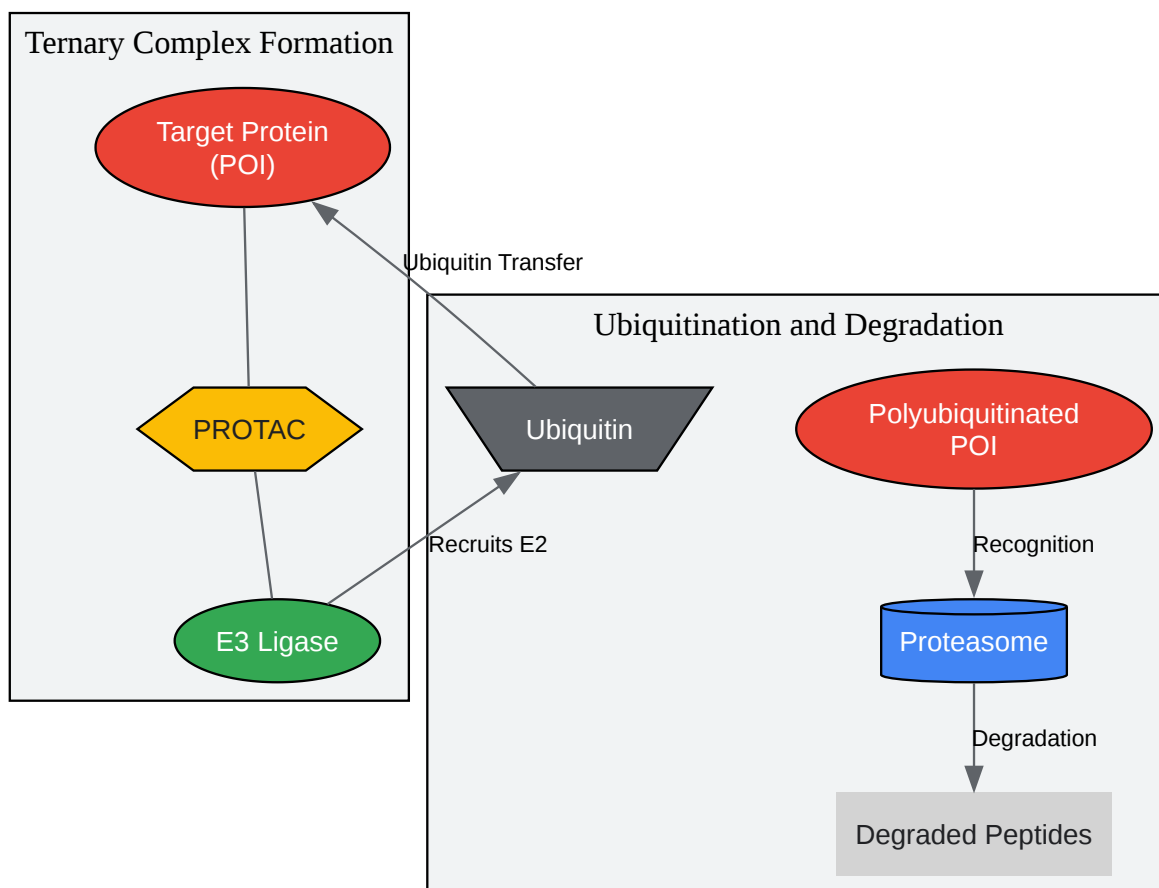 Ternary Complex Formation
Target Protein
(POI)
Ubiquitin Transfer
PROTAC
Recruits E2
E3 Ligase
Ubiquitination and Degradation
Ubiquitin
Polyubiquitinated
POI
Recognition
Proteasome
Degradation
Degraded Peptides